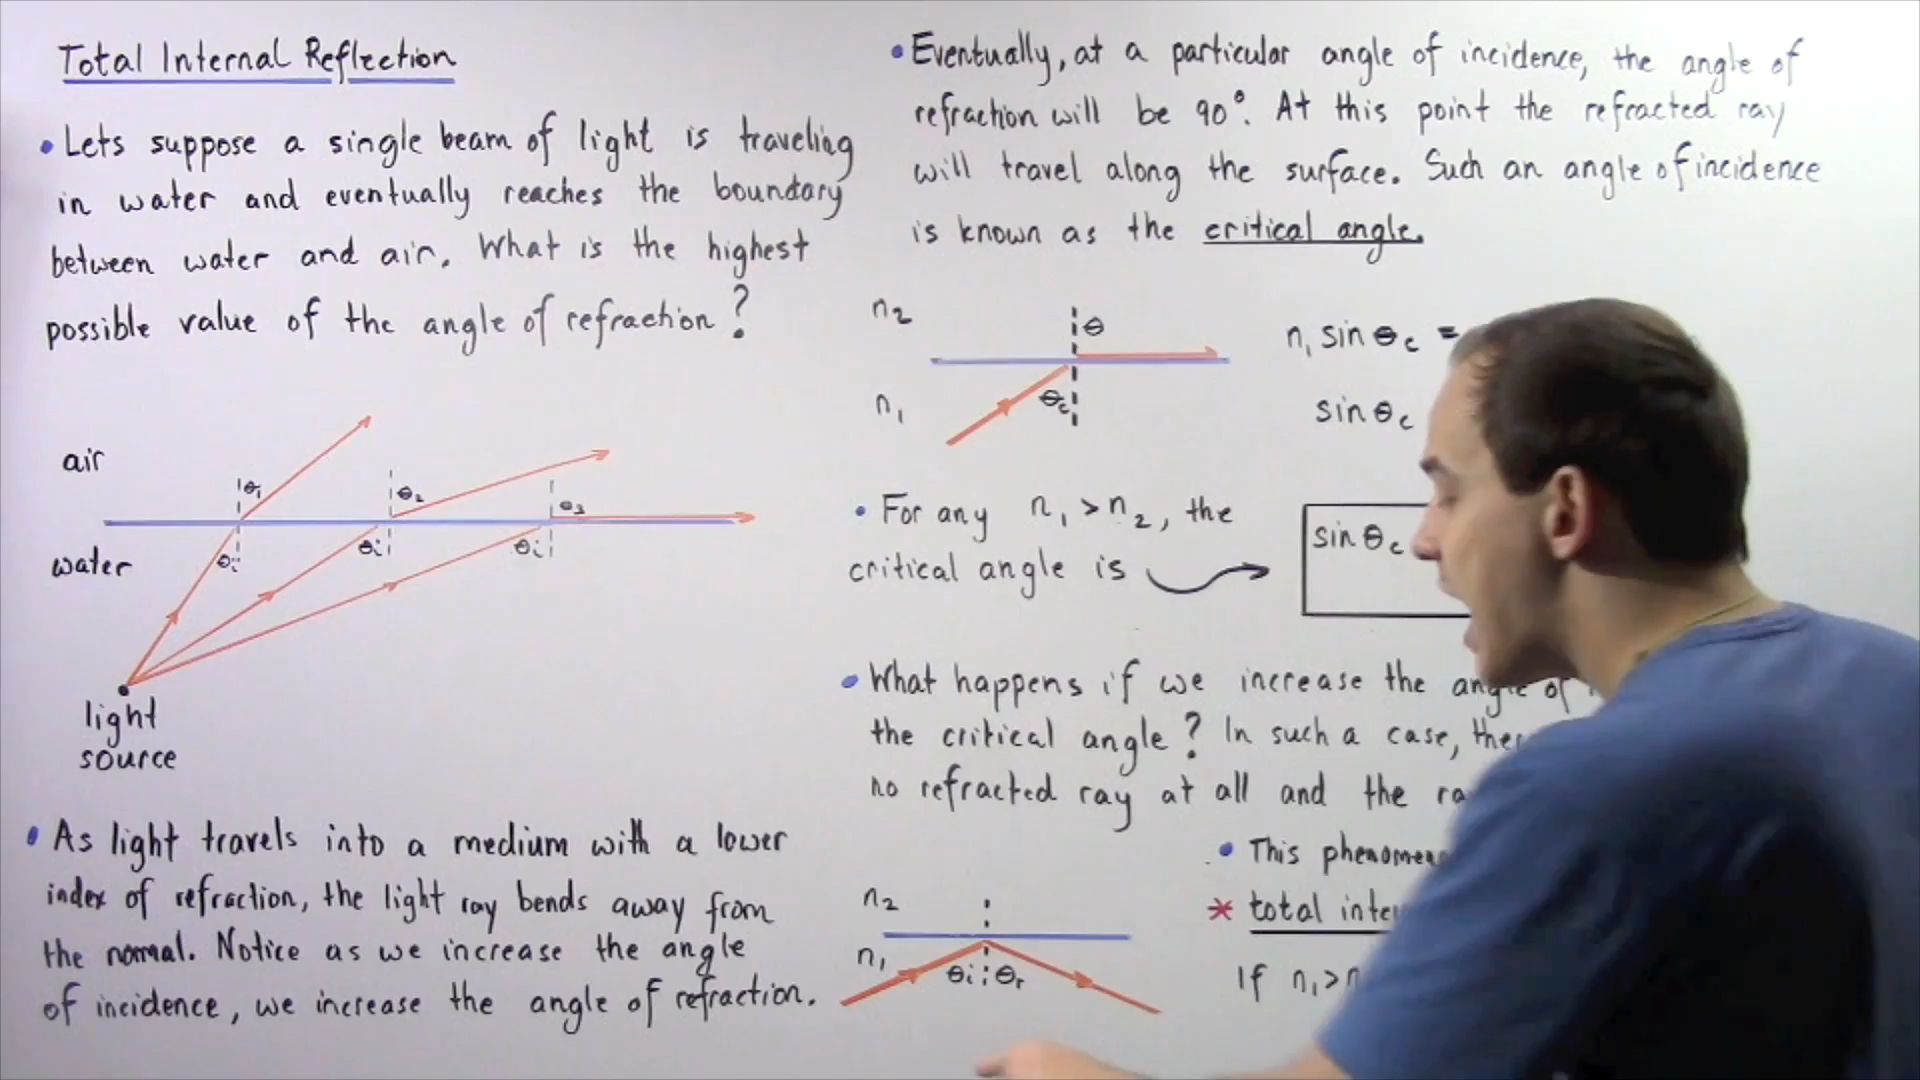 Total Internal Reflection
• Lets suppose a single beam of light is traveling
in water and eventually reaches the boundary
between water and air. What is the highest
possible value of the angle of refraction?
air
θ₁
θ₂
θ₃
water
θi
θi
θi
light
source
• As light travels into a medium with a lower
index of refraction, the light ray bends away from
the normal. Notice as we increase the angle
of incidence, we increase the angle of refraction.
• Eventually, at a particular angle of incidence, the angle of
refraction will be 90°. At this point the refracted ray
will travel along the surface. Such an angle of incidence
is known as the critical angle.
n₂
θ
n₁
θc
n₁ sin θc =
sin θc
• For any n₁ > n₂, the
critical angle is
sin θc
• What happens if we increase the angle of
the critical angle? In such a case,
no refracted ray at all and the
• This
* total
n₂
n₁
θi θr
If n₁ >